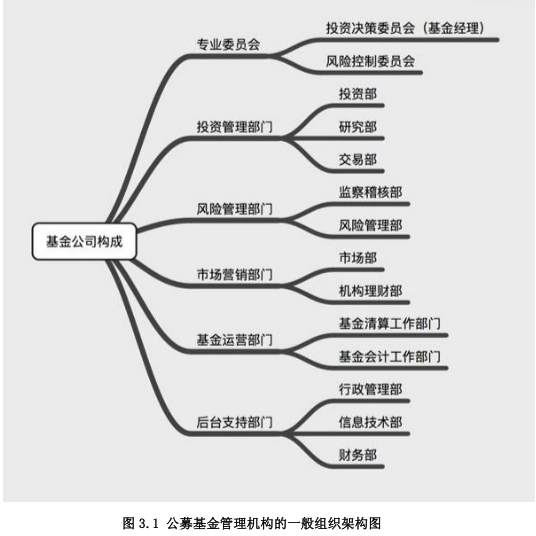 基金公司构成
专业委员会
投资决策委员会（基金经理）
风险控制委员会
投资管理部门
投资部
研究部
交易部
风险管理部门
监察稽核部
风险管理部
市场营销部门
市场部
机构理财部
基金运营部门
基金清算工作部门
基金会计工作部门
后台支持部门
行政管理部
信息技术部
财务部
图 3.1 公募基金管理机构的一般组织架构图